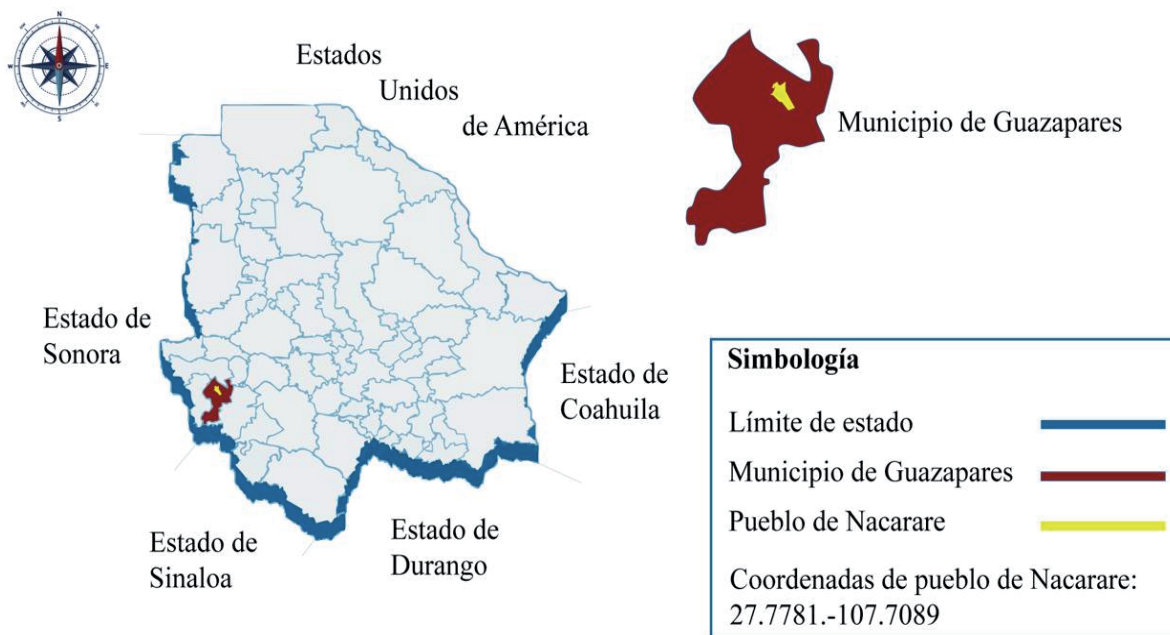 Estados
Unidos
de América
Municipio de Guazapares
Estado de
Sonora
Estado de
Coahuila
Estado de
Sinaloa
Estado de
Durango
Simbología
Límite de estado
Municipio de Guazapares
Pueblo de Nacarare
Coordenadas de pueblo de Nacarare:
27.7781.-107.7089
N
W
E
S